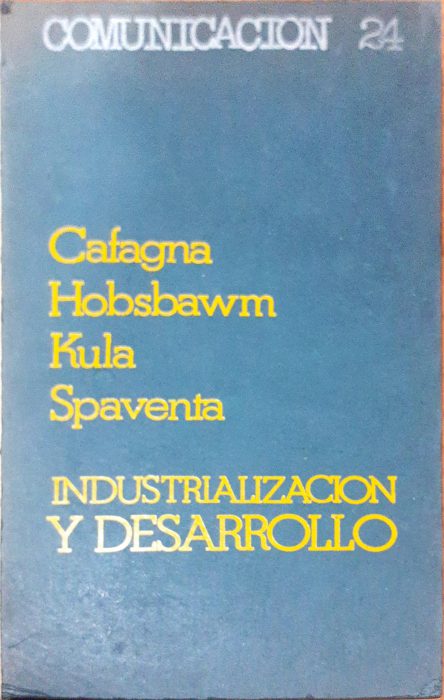 COMUNICACION 24
Cafagna
Hobsbawm
Kula
Spaventa
INDUSTRIALIZACION
Y DESARROLLO